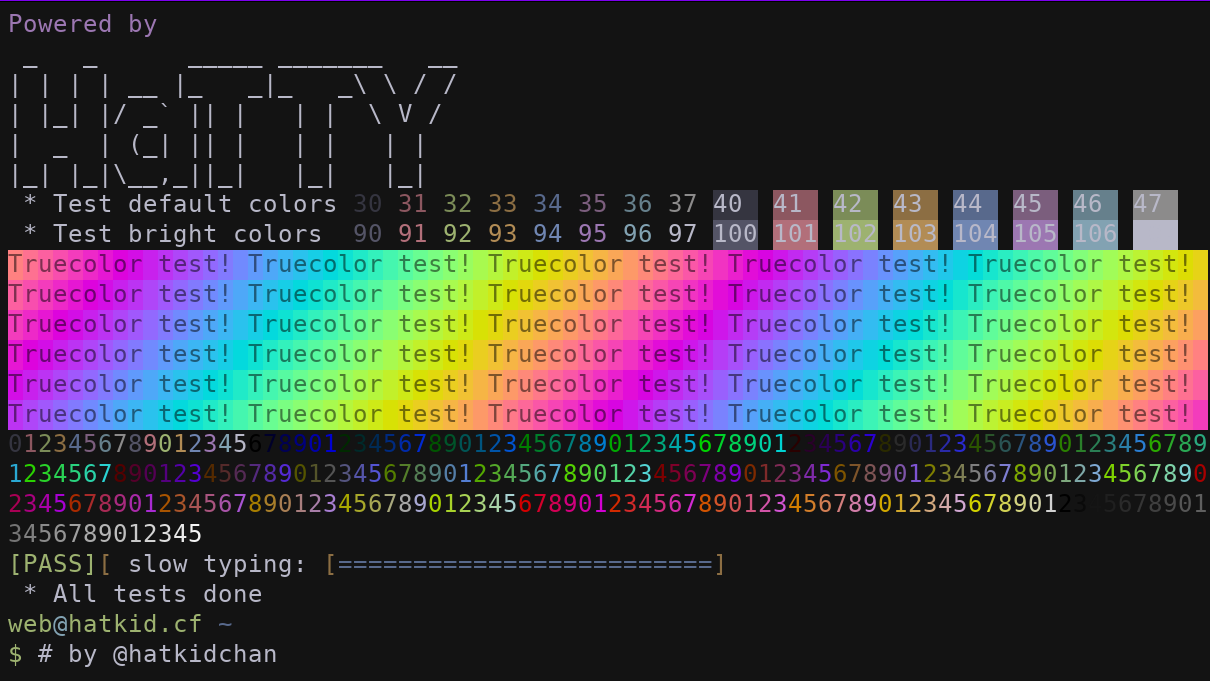 Powered by
 _   _      _____ _______   __
| | | | __ |_   _|_   _\ \ / /
| |_| |/ _` || |   | |  \ V /
|  _  | (_| || |   | |   | |
|_| |_|\__,_||_|   |_|   |_|
 * Test default colors 30 31 32 33 34 35 36 37 40 41 42 43 44 45 46 47
 * Test bright colors 90 91 92 93 94 95 96 97 100 101 102 103 104 105 106
Truecolor test! Truecolor test! Truecolor test! Truecolor test! Truecolor test!
Truecolor test! Truecolor test! Truecolor test! Truecolor test! Truecolor test!
Truecolor test! Truecolor test! Truecolor test! Truecolor test! Truecolor test!
Truecolor test! Truecolor test! Truecolor test! Truecolor test! Truecolor test!
Truecolor test! Truecolor test! Truecolor test! Truecolor test! Truecolor test!
Truecolor test! Truecolor test! Truecolor test! Truecolor test! Truecolor test!
01234567890123456789012345678901234567890123456789012345678901234567890123456789
12345678901234567890123456789012345678901234567890123456789012345678901234567890
23456789012345678901234567890123456789012345678901234567890123456789012345678901
3456789012345
[PASS][ slow typing: [=========================]
 * All tests done
web@hatkid.cf ~
$ # by @hatkidchan